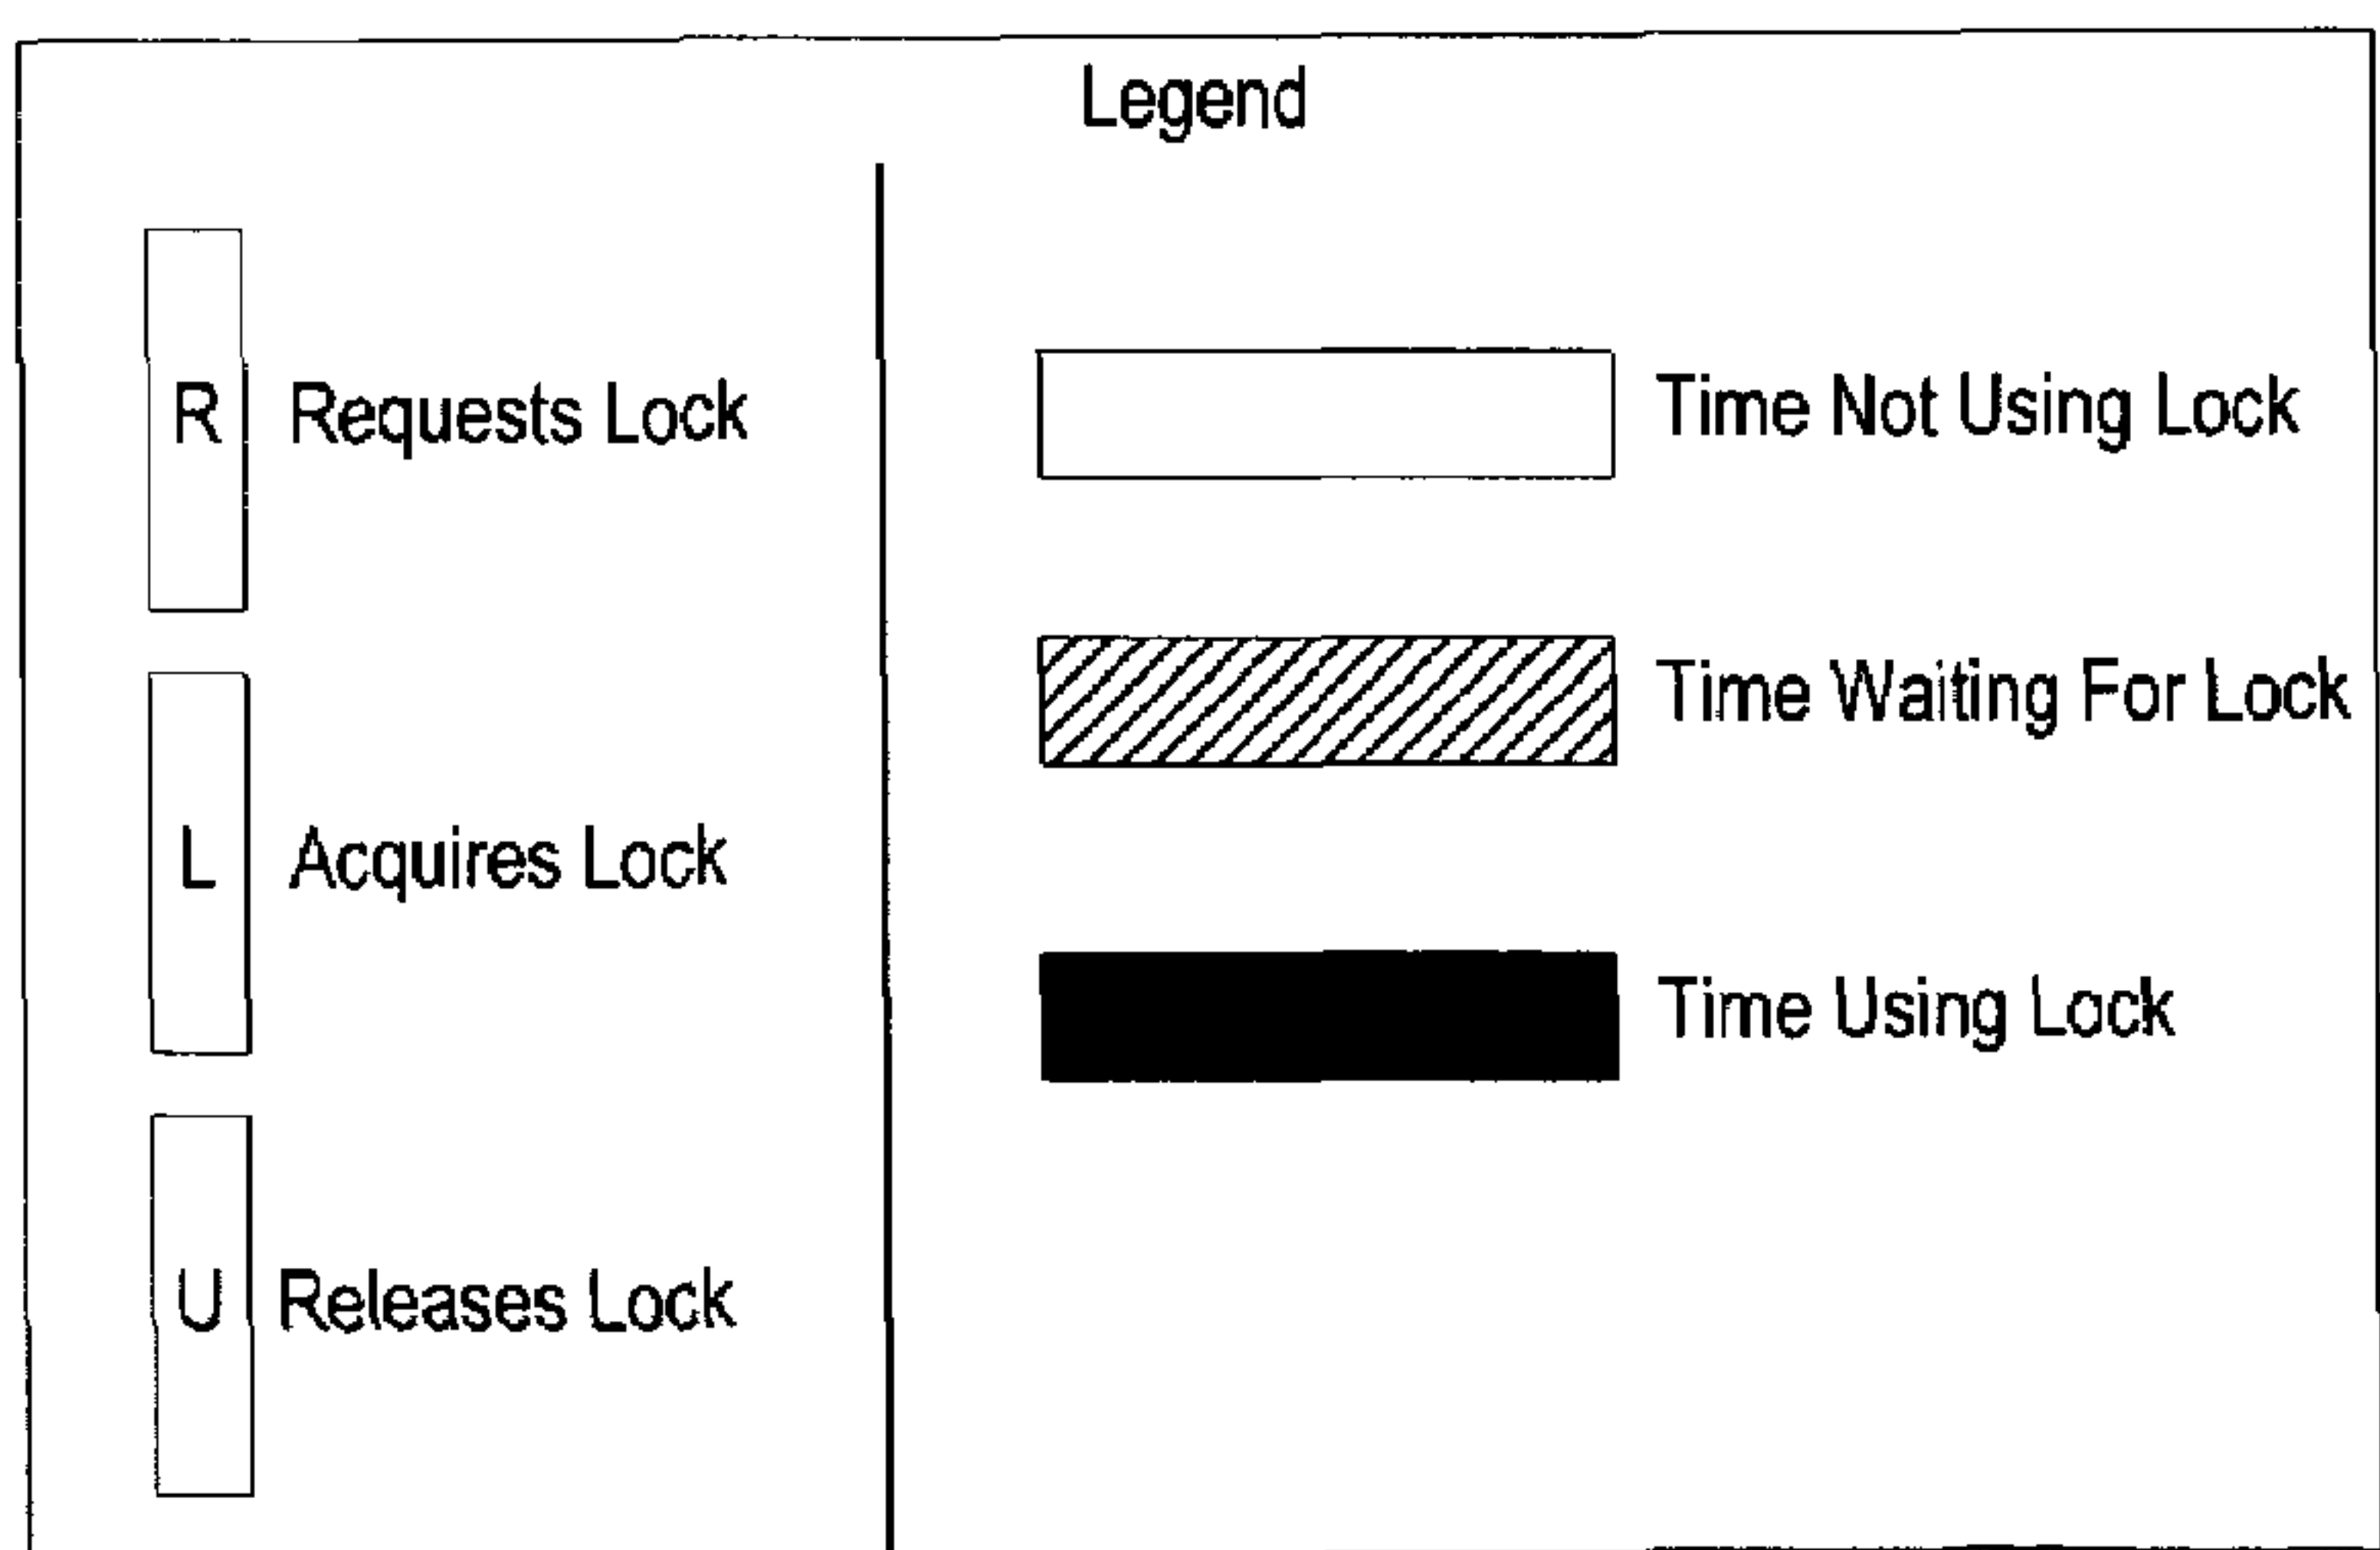 Legend
R Requests Lock
L Acquires Lock
U Releases Lock
Time Not Using Lock
Time Waiting For Lock
Time Using Lock